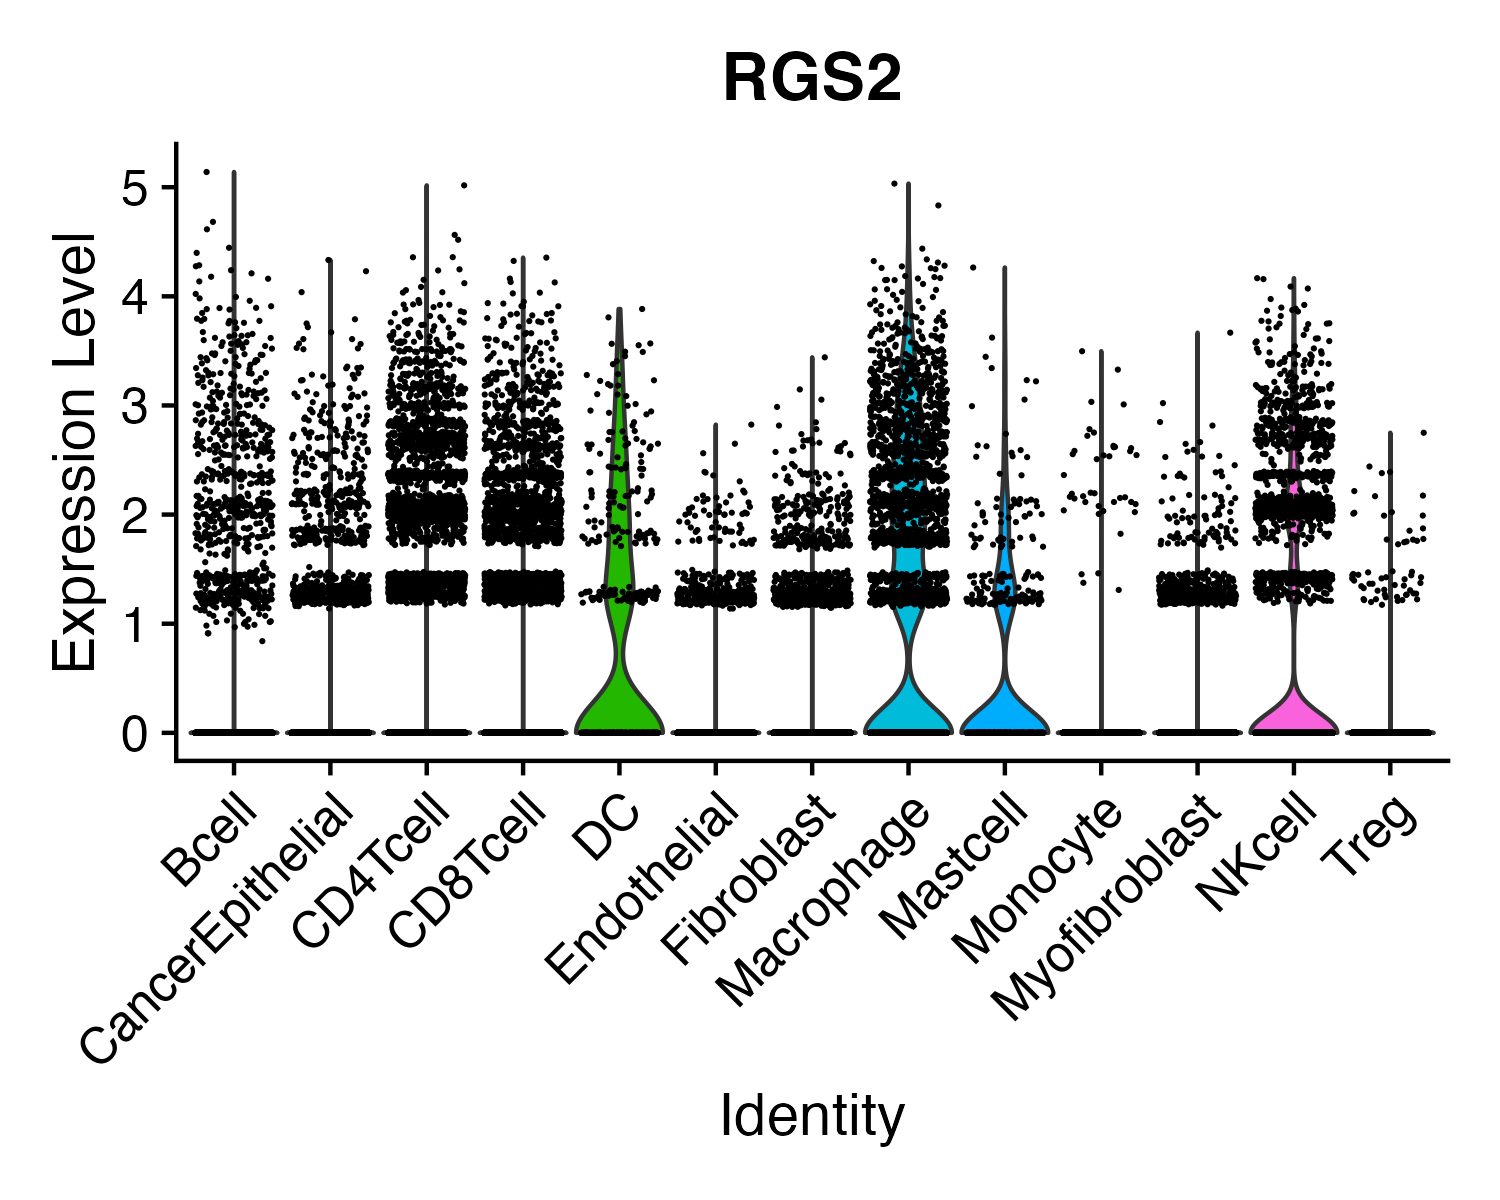 RGS2
Expression Level
5
4
3
2
1
0
Bcell
CancerEpithelial
CD4Tcell
CD8Tcell
DC
Endothelial
Fibroblast
Macrophage
Mastcell
Monocyte
Myofibroblast
NKcell
Treg
Identity